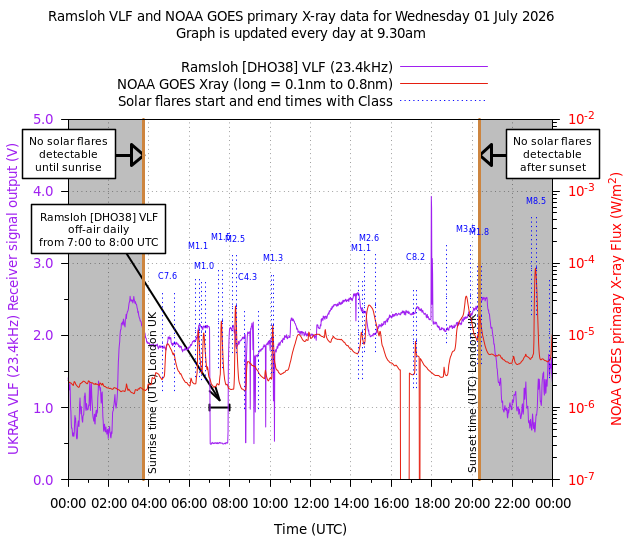 Ramsloh VLF and NOAA GOES primary X-ray data for Wednesday 01 July 2026
Graph is updated every day at 9.30am
Ramsloh [DHO38] VLF (23.4kHz)
NOAA GOES Xray (long = 0.1nm to 0.8nm)
Solar flares start and end times with Class
5.0
4.0
3.0
2.0
1.0
0.0
UKRAA VLF (23.4kHz) Receiver signal output (V)
10^-2
10^-3
10^-4
10^-5
10^-6
10^-7
NOAA GOES primary X-ray Flux (W/m²)
No solar flares
detectable
until sunrise
No solar flares
detectable
after sunset
Ramsloh [DHO38] VLF
off-air daily
from 7:00 to 8:00 UTC
C7.6
M1.1
M1.0
M2.5
C4.3
M1.3
M1.1
M2.6
C8.2
M1.8
M8.5
Sunrise time (UTC) London UK
Sunset time (UTC) London UK
00:00 02:00 04:00 06:00 08:00 10:00 12:00 14:00 16:00 18:00 20:00 22:00 00:00
Time (UTC)